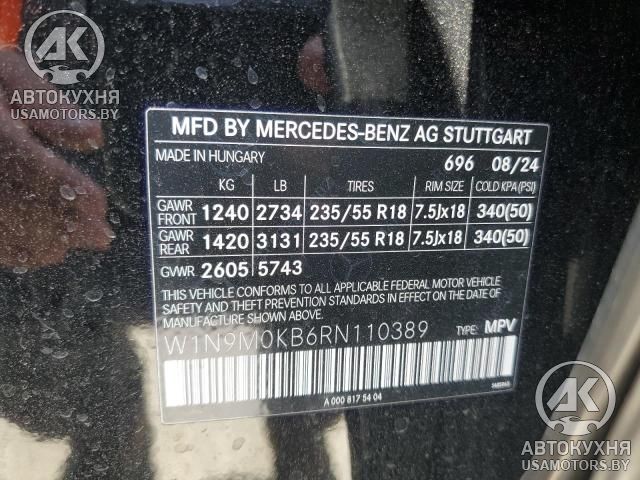 АК
АВТОКУХНЯ
USAMOTORS.BY
MFD BY MERCEDES-BENZ AG STUTTGART
MADE IN HUNGARY 696 08/24
KG LB TIRES RIM SIZE COLD KPA(PSI)
GAWR FRONT 1240 2734 235/55 R18 7.5Jx18 340(50)
GAWR REAR 1420 3131 235/55 R18 7.5Jx18 340(50)
GVWR 2605 5743
THIS VEHICLE CONFORMS TO ALL APPLICABLE FEDERAL MOTOR VEHICLE
SAFETY AND THEFT PREVENTION STANDARDS IN EFFECT ON THE DATE
OF MANUFACTURE SHOWN ABOVE.
W1N9M0KB6RN110389 TYPE: MPV
A 000 817 54 04
АК
АВТОКУХНЯ
USAMOTORS.BY